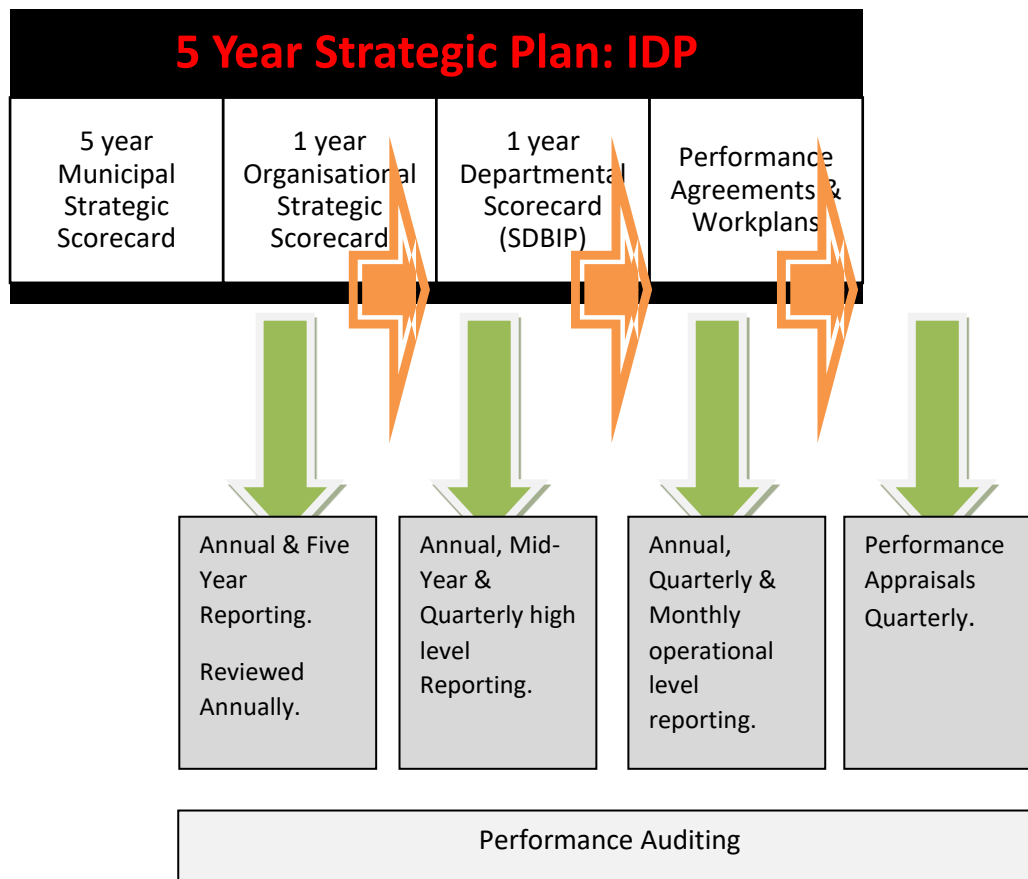 5 Year Strategic Plan: IDP
5 year
Municipal
Strategic
Scorecard
1 year
Organisational
Strategic
Scorecard
1 year
Departmental
Scorecard
(SDBIP)
Performance
Agreements &
Workplans
Annual & Five
Year
Reporting.
Reviewed
Annually.
Annual, Mid-
Year &
Quarterly high
level
Reporting.
Annual,
Quarterly &
Monthly
operational
level
reporting.
Performance
Appraisals
Quarterly.
Performance Auditing